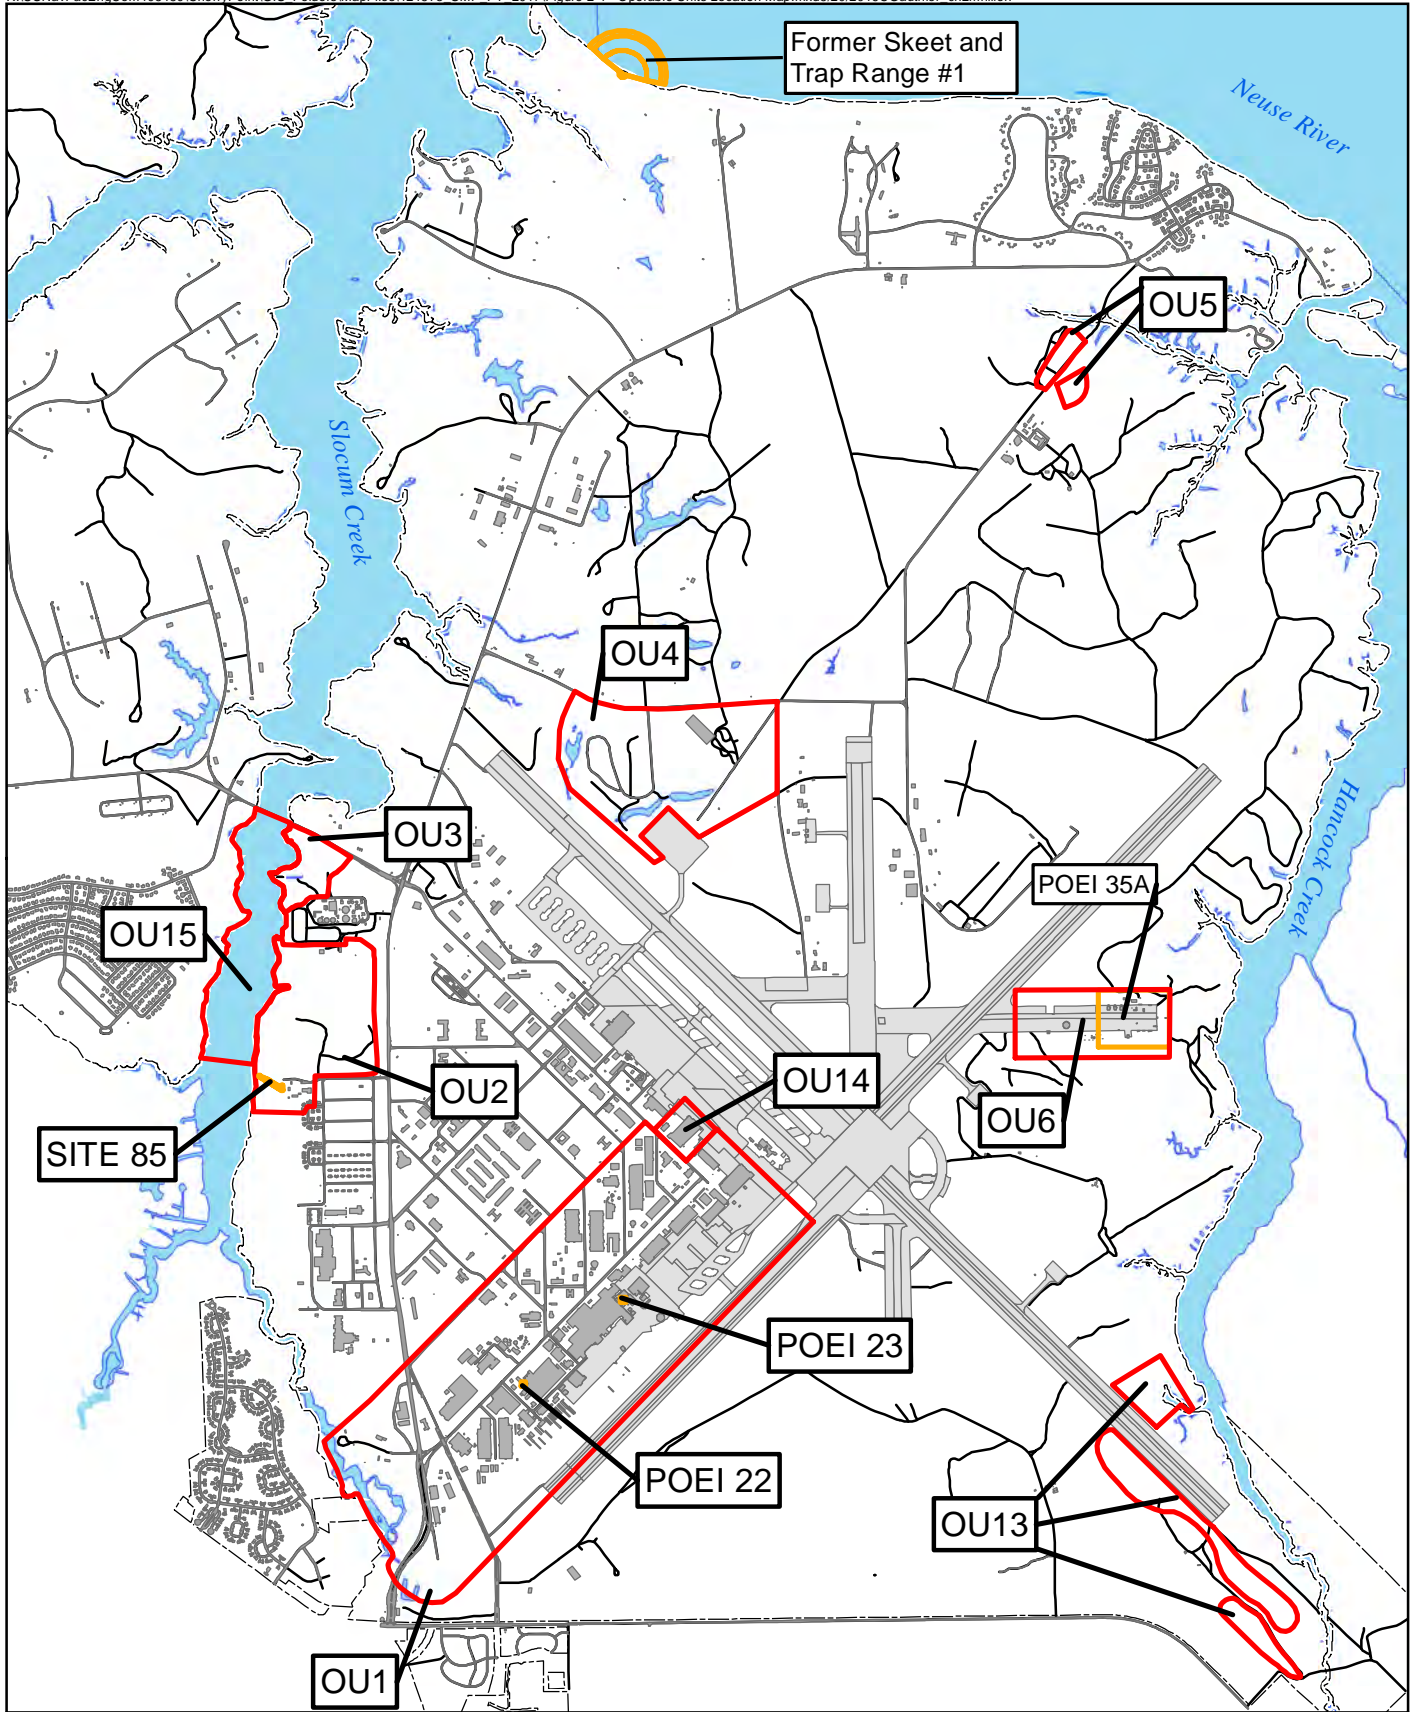 Former Skeet and
Trap Range #1
Neuse River
OU5
Slocum Creek
OU4
Hancock Creek
OU3
POEI 35A
OU15
OU14
OU2
OU6
SITE 85
POEI 23
POEI 22
OU13
OU1